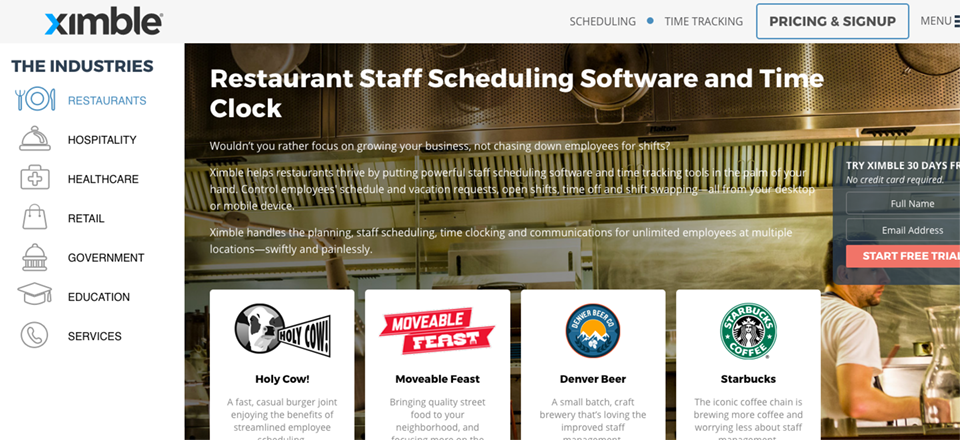 ximble
SCHEDULING
TIME TRACKING
PRICING & SIGNUP
MENU
THE INDUSTRIES
RESTAURANTS
HOSPITALITY
HEALTHCARE
RETAIL
GOVERNMENT
EDUCATION
SERVICES
Restaurant Staff Scheduling Software and Time
Clock
Wouldn't you rather focus on growing your business, not chasing down employees for shifts?
Ximble helps restaurants thrive by putting powerful staff scheduling software and time tracking tools in the palm of your
hand. Control employees' schedule and vacation requests, open shifts, time off and shift swapping—all from your desktop
or mobile device.
Ximble handles the planning, staff scheduling, time clocking and communications for unlimited employees at multiple
locations—swiftly and painlessly.
TRY XIMBLE 30 DAYS FR
No credit card required.
Full Name
Email Address
START FREE TRIAL
HOLY COW!
Holy Cow!
A fast, casual burger joint
enjoying the benefits of
streamlined employee
scheduling
MOVEABLE
FEAST
Moveable Feast
Bringing quality street
food to your
neighborhood, and
focusing more on the
DENVER BEER CO
Denver Beer
A small batch, craft
brewery that's loving the
improved staff
management
STARBUCKS
COFFEE
Starbucks
The iconic coffee chain is
brewing more coffee and
worrying less about staff
management